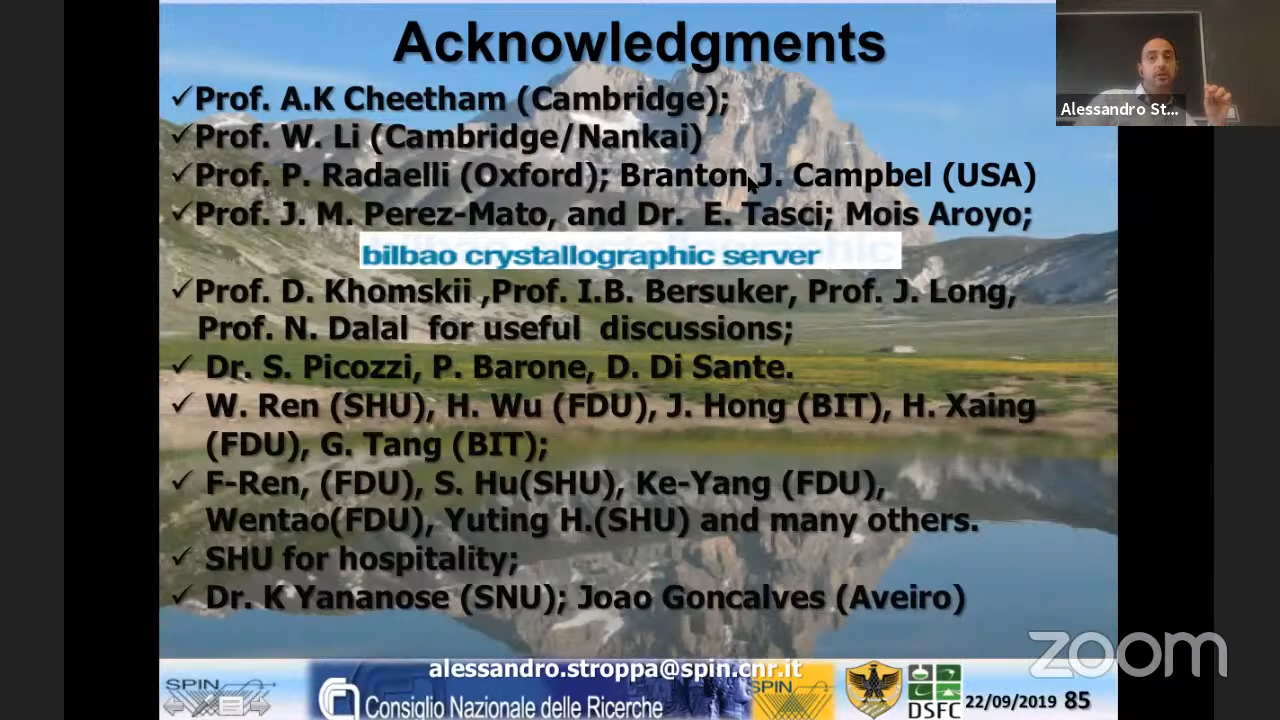 Acknowledgments
Alessandro St...
✓Prof. A.K Cheetham (Cambridge);
✓Prof. W. Li (Cambridge/Nankai)
✓Prof. P. Radaelli (Oxford); Branton J. Campbel (USA)
✓Prof. J. M. Perez-Mato, and Dr. E. Tasci; Mois Aroyo;
bilbao crystallographic server
✓Prof. D. Khomskii ,Prof. I.B. Bersuker, Prof. J. Long,
Prof. N. Dalal for useful discussions;
✓ Dr. S. Picozzi, P. Barone, D. Di Sante.
✓ W. Ren (SHU), H. Wu (FDU), J. Hong (BIT), H. Xaing
(FDU), G. Tang (BIT);
✓ F-Ren, (FDU), S. Hu(SHU), Ke-Yang (FDU),
Wentao(FDU), Yuting H.(SHU) and many others.
✓ SHU for hospitality;
✓ Dr. K Yananose (SNU); Joao Goncalves (Aveiro)
zoom
alessandro.stroppa@spin.cnr.it
SPIN
Consiglio Nazionale delle Ricerche
SPIN
DSFC
22/09/2019 85